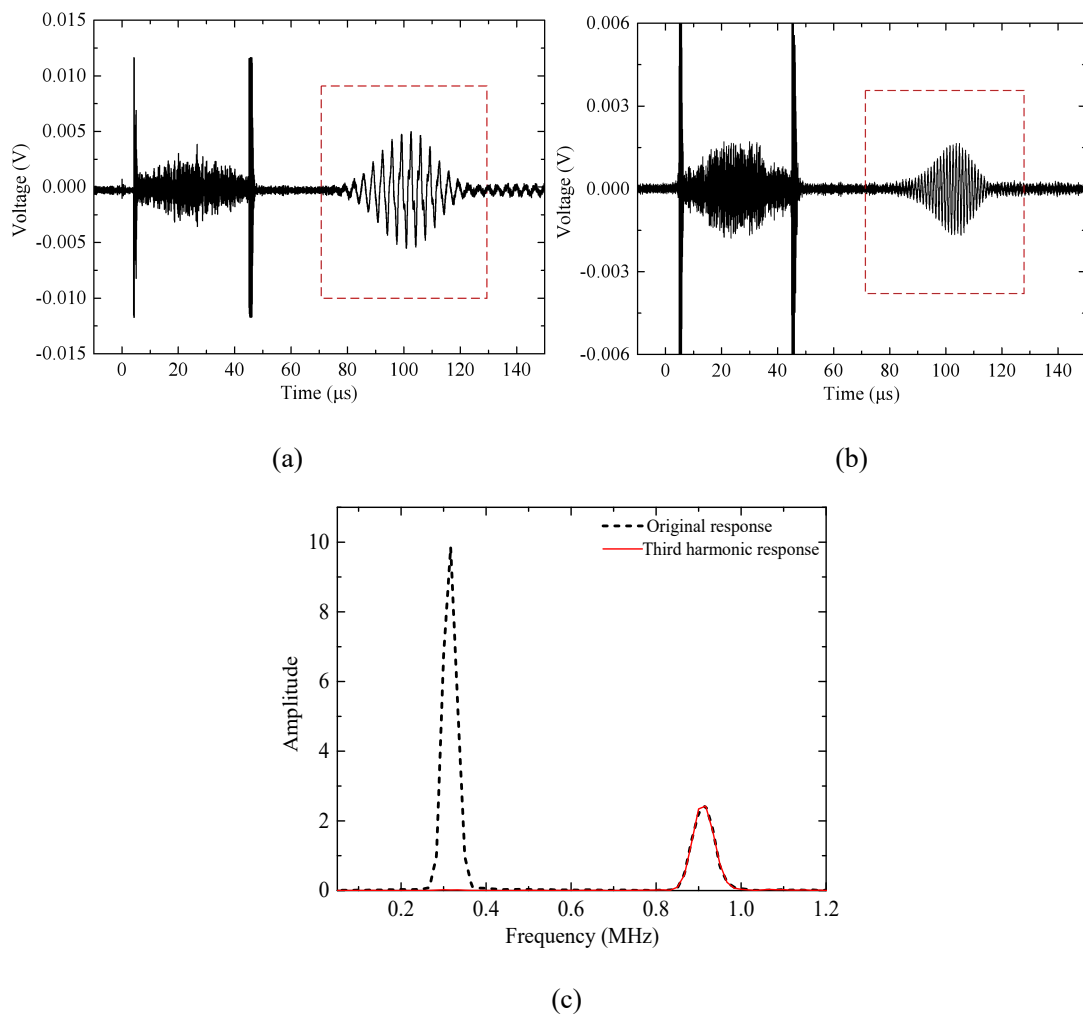 0.015
0.010
0.005
0.000
-0.005
-0.010
-0.015
Voltage (V)
0 20 40 60 80 100 120 140
Time (μs)
(a)
0.006
0.003
0.000
-0.003
-0.006
Voltage (V)
0 20 40 60 80 100 120 140
Time (μs)
(b)
Original response
Third harmonic response
10
8
6
4
2
0
Amplitude
0.2 0.4 0.6 0.8 1.0 1.2
Frequency (MHz)
(c)